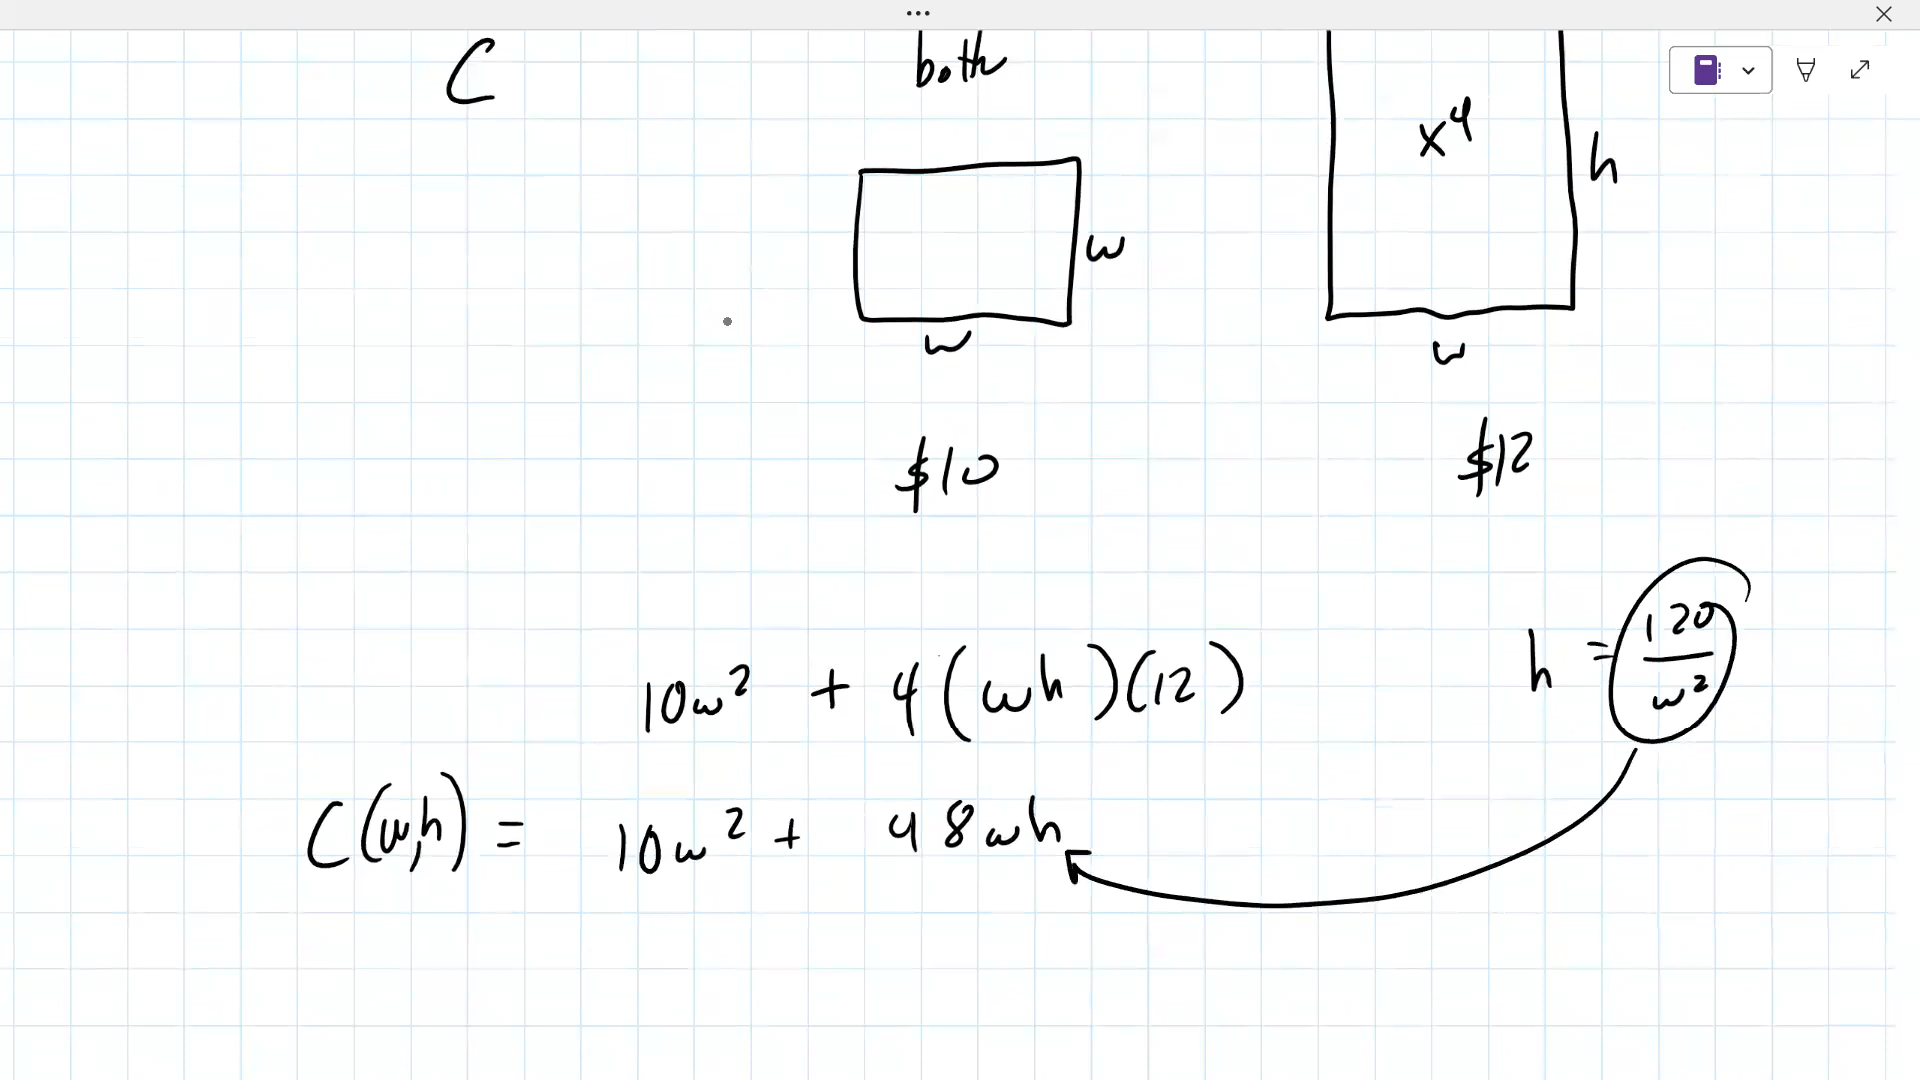 C
both
x4
h
w
w
w
$10
$12
h = 120/w²
10w² + 4(wh)(12)
C(w,h) = 10w² + 48wh